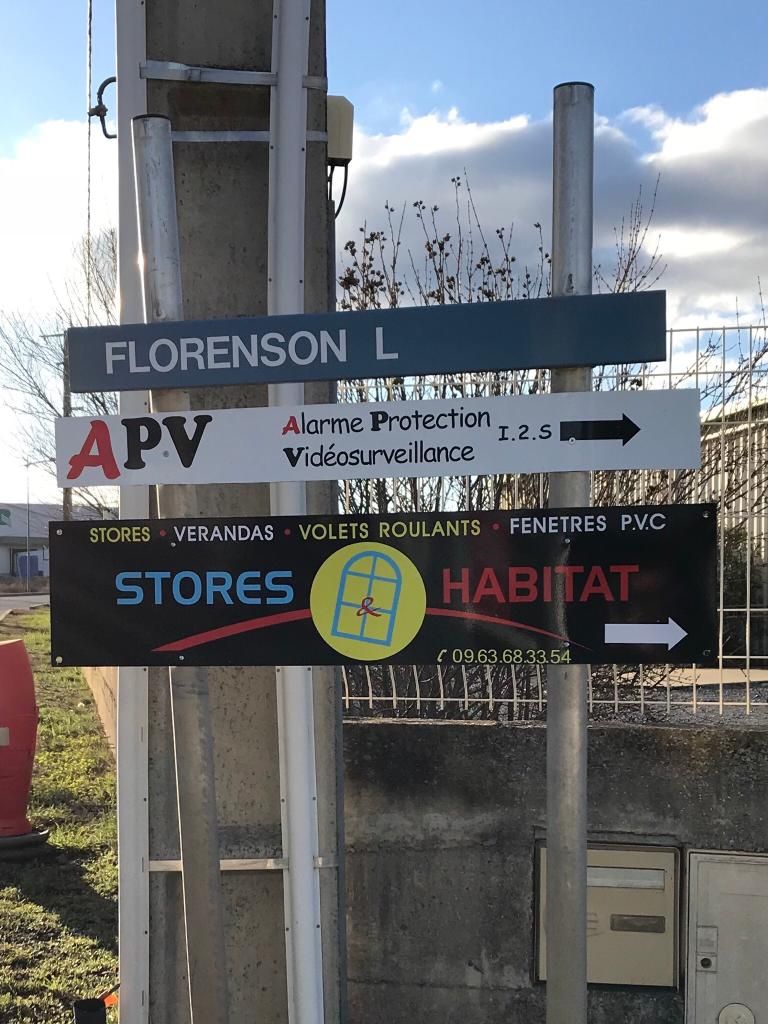 FLORENSON L
APV
Alarme Protection
Vidéosurveillance
I.2.S
STORES • VERANDAS • VOLETS ROULANTS • FENETRES P.V.C
STORES & HABITAT
09.63.68.33.54